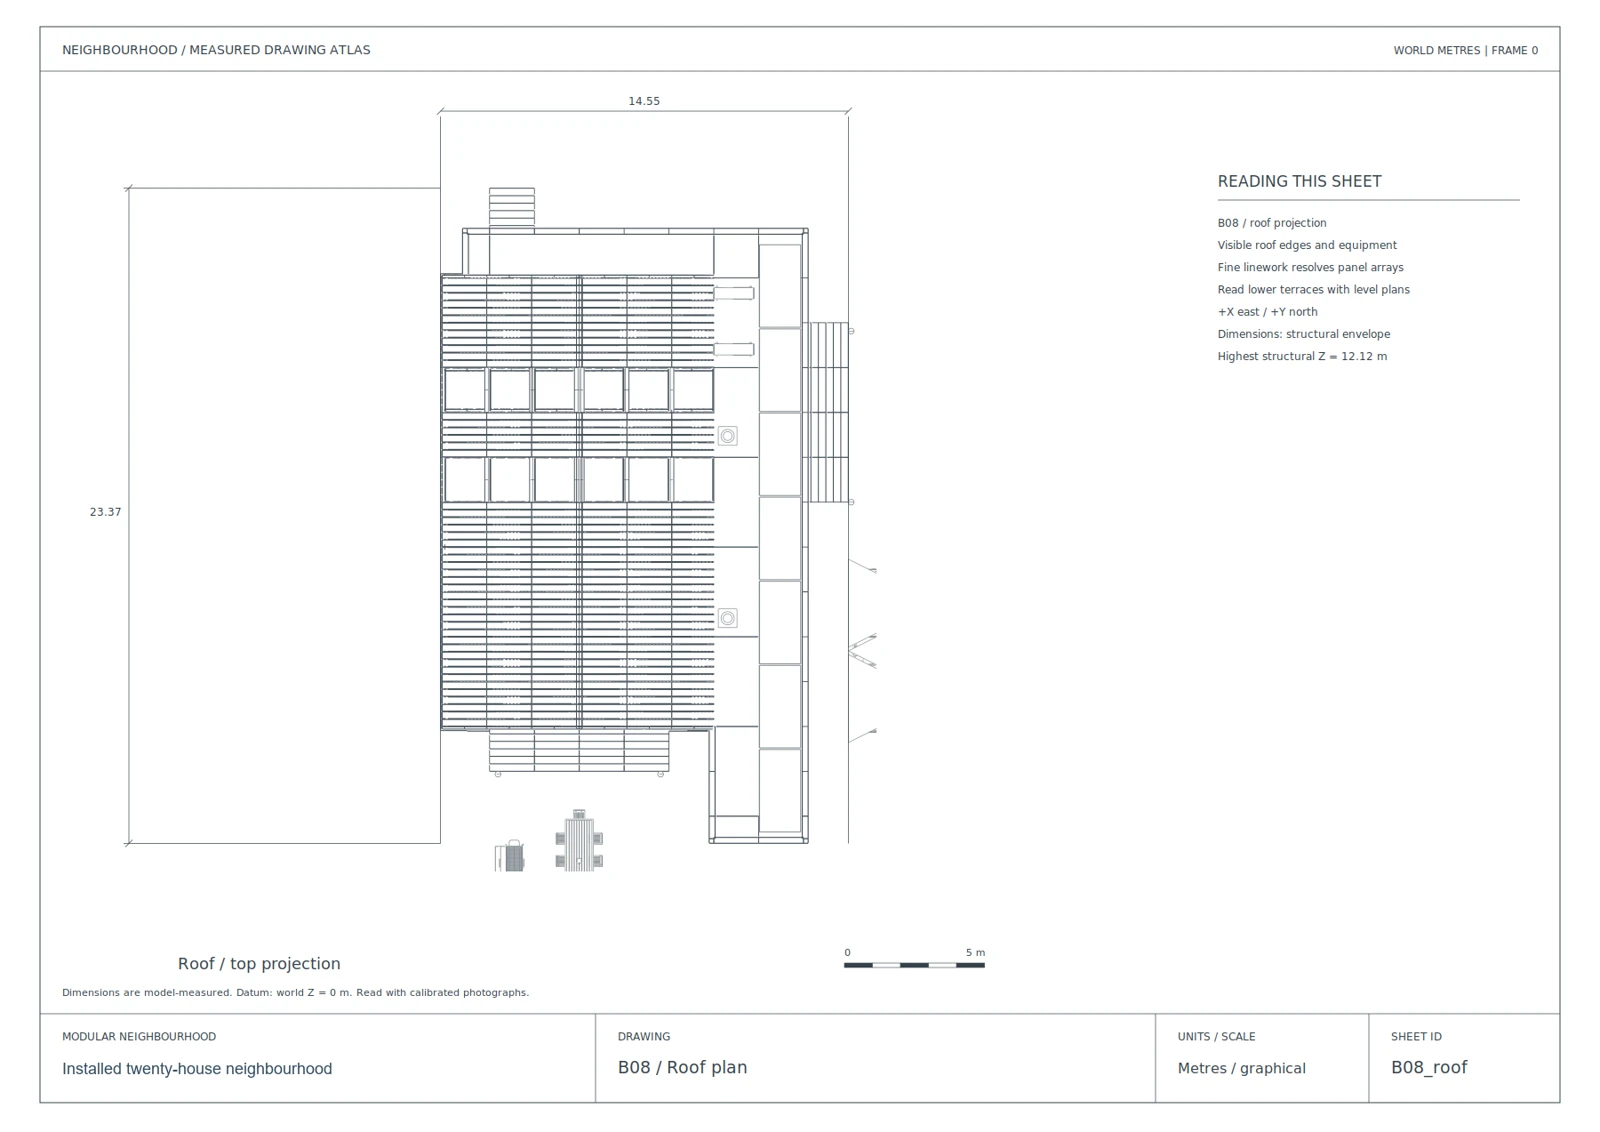 NEIGHBOURHOOD / MEASURED DRAWING ATLAS
WORLD METRES | FRAME 0
14.55
23.37
READING THIS SHEET
B08 / roof projection
Visible roof edges and equipment
Fine linework resolves panel arrays
Read lower terraces with level plans
+X east / +Y north
Dimensions: structural envelope
Highest structural Z = 12.12 m
0 5 m
Roof / top projection
Dimensions are model-measured. Datum: world Z = 0 m. Read with calibrated photographs.
MODULAR NEIGHBOURHOOD
Installed twenty-house neighbourhood
DRAWING
B08 / Roof plan
UNITS / SCALE
Metres / graphical
SHEET ID
B08_roof